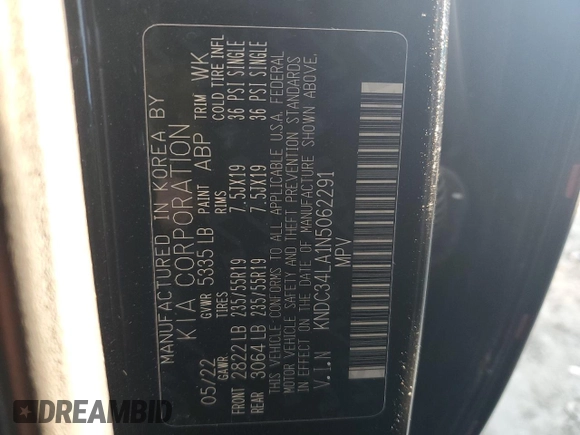 MANUFACTURED IN KOREA BY
KIA CORPORATION
05/22 GVWR 5335 LB PAINT ABP TRIM WK
GAWR. TIRES RIMS COLD TIRE INFL
FRONT 2822 LB 235/55R19 7.5JX19 36 PSI SINGLE
REAR 3064 LB 235/55R19 7.5JX19 36 PSI SINGLE
THIS VEHICLE CONFORMS TO ALL APPLICABLE U.S.A. FEDERAL
MOTOR VEHICLE SAFETY AND THEFT PREVENTION STANDARDS
IN EFFECT ON THE DATE OF MANUFACTURE SHOWN ABOVE.
V.I.N KNDC34LA1N5062291
MPV
DREAMBID